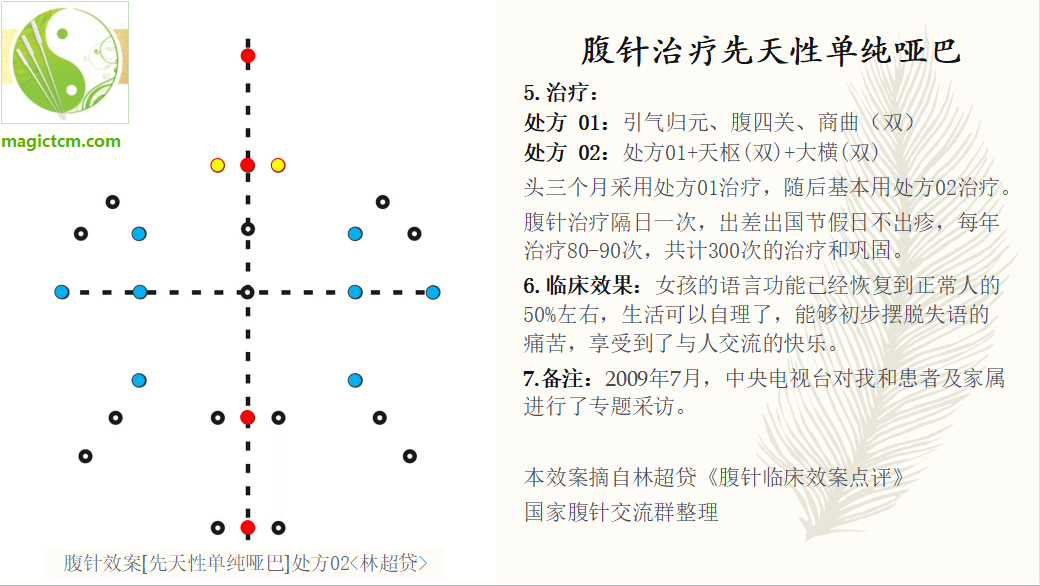 magictcm.com
腹针效案[先天性单纯哑巴]处方02<林超贷>
腹针治疗先天性单纯哑巴
5.治疗：
处方 01：引气归元、腹四关、商曲（双）
处方 02：处方01+天枢(双)+大横(双)
头三个月采用处方01治疗，随后基本用处方02治疗。
腹针治疗隔日一次，出差出国节假日不出疹，每年
治疗80-90次，共计300次的治疗和巩固。
6.临床效果：女孩的语言功能已经恢复到正常人的
50%左右，生活可以自理了，能够初步摆脱失语的
痛苦，享受到了与人交流的快乐。
7.备注：2009年7月，中央电视台对我和患者及家属
进行了专题采访。
本效案摘自林超贷《腹针临床效案点评》
国家腹针交流群整理